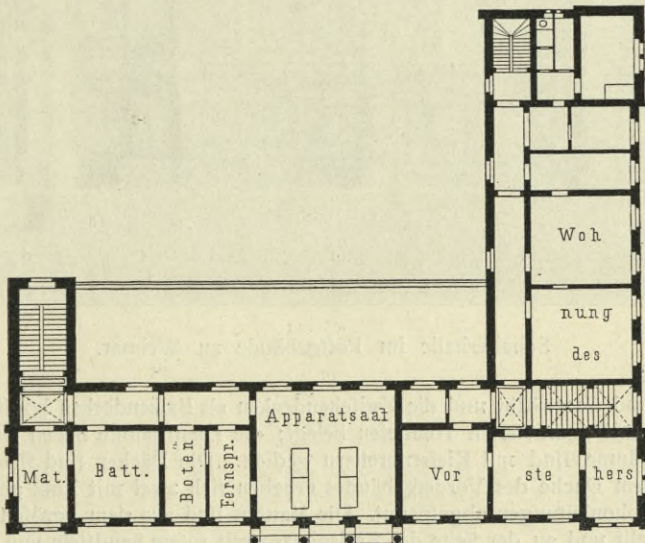 Woh
nung
des
Apparatsaal
Mat.
Batt.
Boten
Fernspr.
Vor
ste
hers